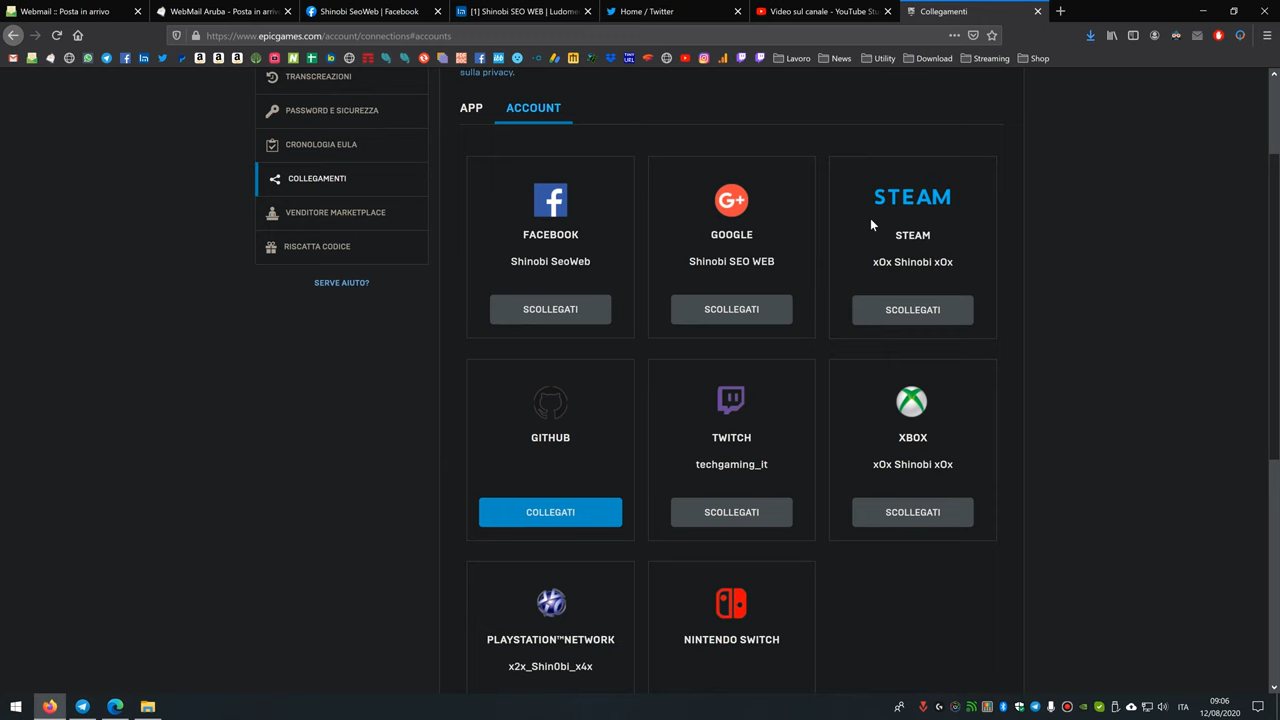 Webmail :: Posta in arrivo
WebMail Aruba - Posta in arrivo
Shinobi SeoWeb | Facebook
[1] Shinobi SEO WEB | Ludome
Home / Twitter
Video sul canale - YouTube Stu
Collegamenti
https://www.epicgames.com/account/connections#accounts
Lavoro
News
Utility
Download
Streaming
Shop
sulla privacy.
TRANSCREAZIONI
PASSWORD E SICUREZZA
CRONOLOGIA EULA
COLLEGAMENTI
VENDITORE MARKETPLACE
RISCATTA CODICE
SERVE AIUTO?
APP
ACCOUNT
FACEBOOK
Shinobi SeoWeb
SCOLLEGATI
G+
GOOGLE
Shinobi SEO WEB
SCOLLEGATI
STEAM
STEAM
xOx Shinobi xOx
SCOLLEGATI
GITHUB
COLLEGATI
TWITCH
techgaming_it
SCOLLEGATI
XBOX
xOx Shinobi xOx
SCOLLEGATI
PLAYSTATION™NETWORK
x2x_Shin0bi_x4x
NINTENDO SWITCH
ITA
09:06
12/08/2020